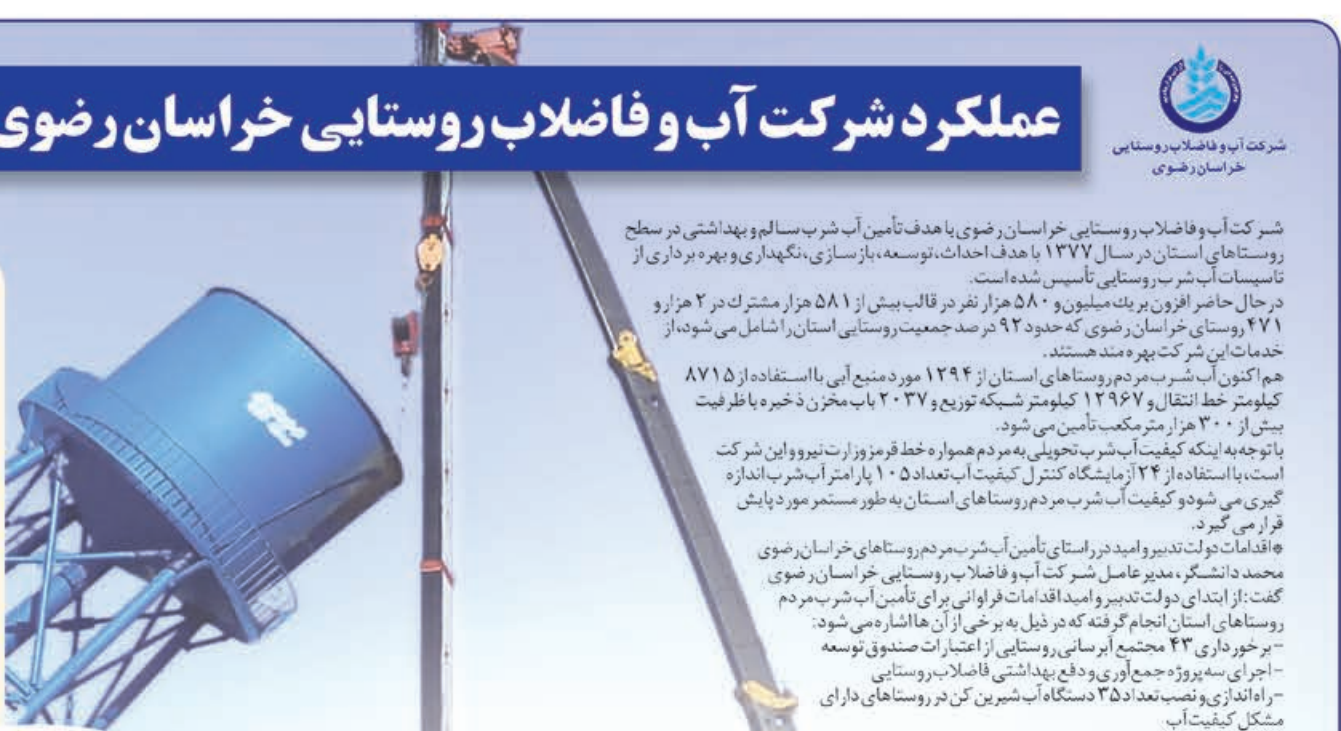 عملکرد شرکت آب و فاضلاب روستایی خراسان رضوی
شرکت آب و فاضلاب روستایی
خراسان رضوی
شرکت آب و فاضلاب روستایی خراسان رضوی با هدف تأمین آب شرب سالم و بهداشتی در سطح
روستاهای استان در سال ۱۳۷۷ با هدف احداث، توسعه، بازسازی، نگهداری و بهره برداری از
تاسیسات آب شرب روستایی تأسیس شده است.
در حال حاضر افزون بر یك میلیون و ۵۸۰ هزار نفر در قالب بیش از ۵۸۱ هزار مشترك در ۲ هزار و
۴۷۱ روستای خراسان رضوی که حدود ۹۲ درصد جمعیت روستایی استان را شامل می شود، از
خدمات این شرکت بهره مند هستند.
هم اکنون آب شرب مردم روستاهای استان از ۱۲۹۴ مورد منبع آبی با استفاده از ۸۷۱۵
کیلومتر خط انتقال و ۱۲۹۶۷ کیلومتر شبکه توزیع و ۲۰۳۷ باب مخزن ذخیره با ظرفیت
بیش از ۳۰۰ هزار متر مکعب تأمین می شود.
با توجه به اینکه کیفیت آب شرب تحویلی به مردم همواره خط قرمز وزارت نیرو و این شرکت
است، با استفاده از ۲۴ آزمایشگاه کنترل کیفیت آب تعداد ۱۰۵ پارامتر آب شرب اندازه
گیری می شود و کیفیت آب شرب مردم روستاهای استان به طور مستمر مورد پایش
قرار می گیرد.
*اقدامات دولت تدبیر و امید در راستای تأمین آب شرب مردم روستاهای خراسان رضوی
محمد دانشگر، مدیر عامل شرکت آب و فاضلاب روستایی خراسان رضوی
گفت: از ابتدای دولت تدبیر و امید اقدامات فراوانی برای تأمین آب شرب مردم
روستاهای استان انجام گرفته که در ذیل به برخی از آن ها اشاره می شود:
-برخورداری ۴۳ مجتمع آبرسانی روستایی از اعتبارات صندوق توسعه
-اجرای سه پروژه جمع آوری و دفع بهداشتی فاضلاب روستایی
-راه اندازی و نصب تعداد ۳۵ دستگاه آب شیرین کن در روستاهای دارای
مشکل کیفیت آب